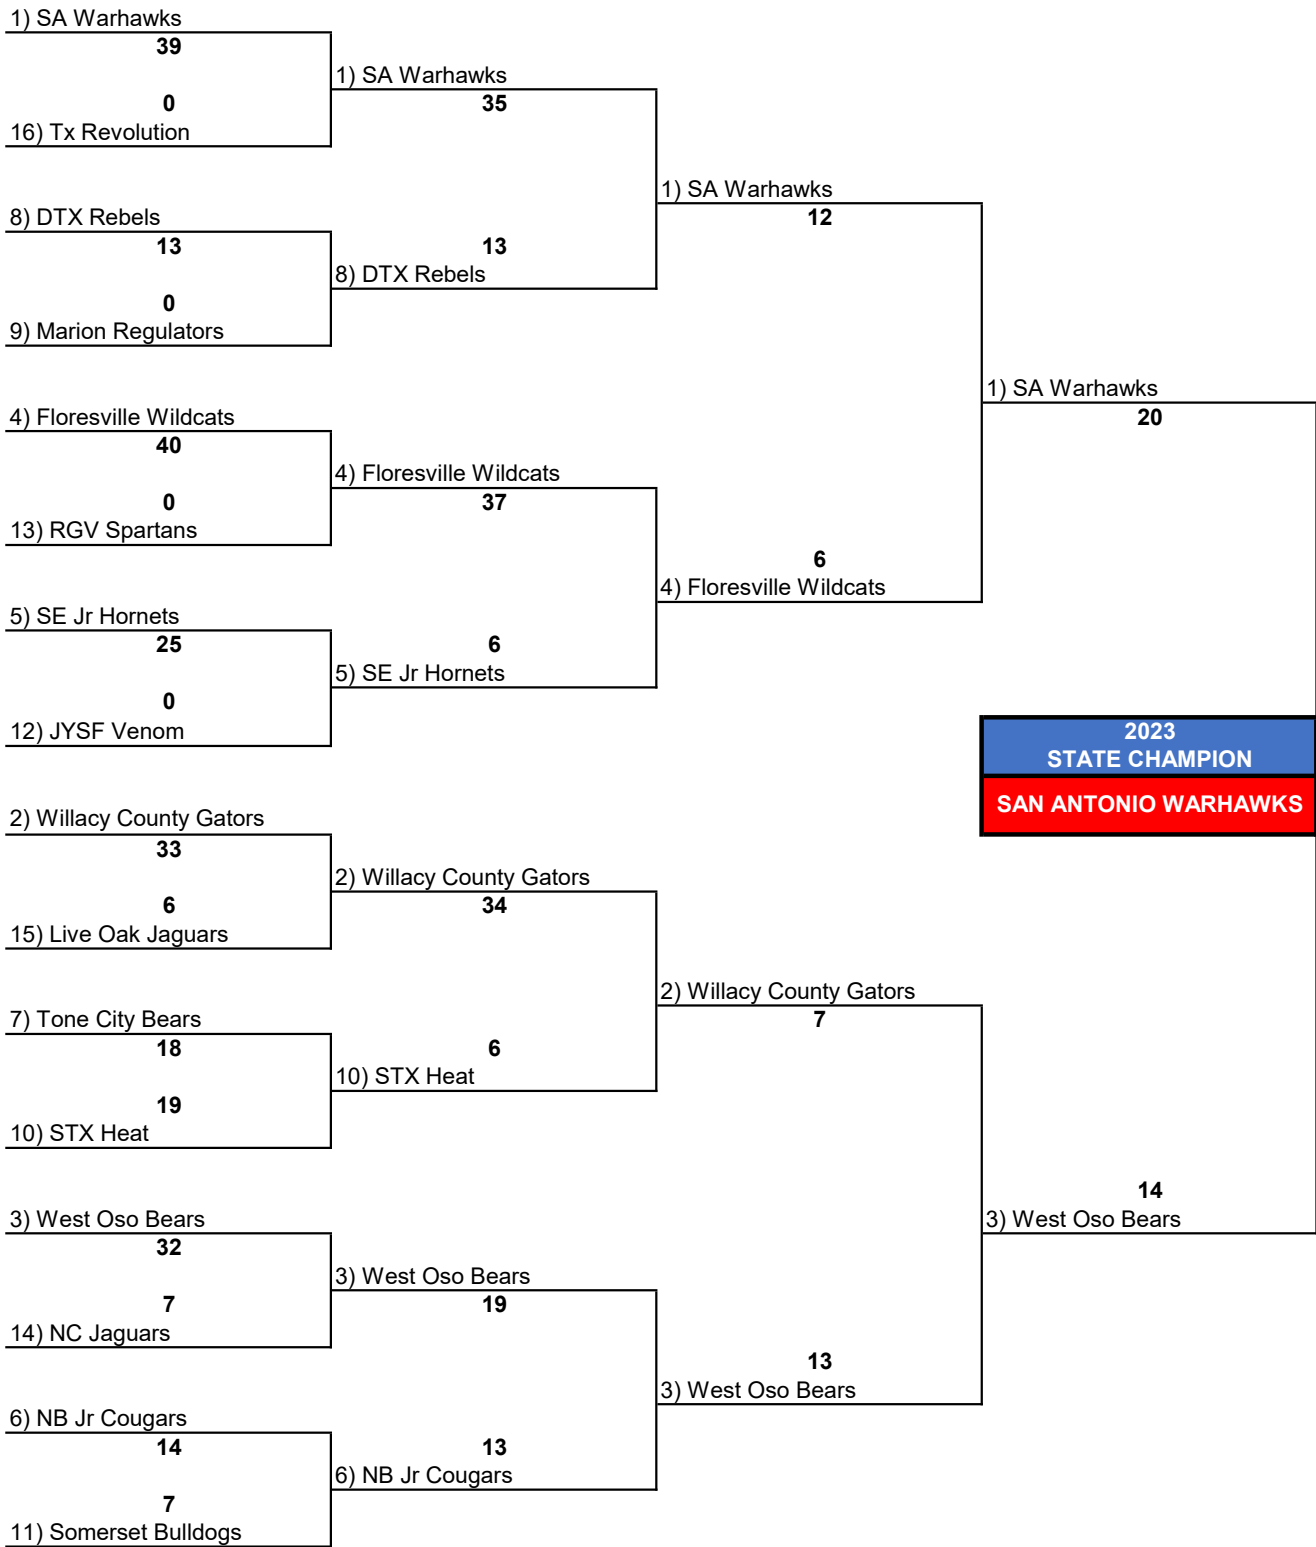 1) SA Warhawks
39
0
16) Tx Revolution
8) DTX Rebels
13
0
9) Marion Regulators
4) Floresville Wildcats
40
0
13) RGV Spartans
5) SE Jr Hornets
25
0
12) JYSF Venom
2) Willacy County Gators
33
6
15) Live Oak Jaguars
7) Tone City Bears
18
19
10) STX Heat
3) West Oso Bears
32
7
14) NC Jaguars
6) NB Jr Cougars
14
7
11) Somerset Bulldogs
1) SA Warhawks
35
13
8) DTX Rebels
4) Floresville Wildcats
37
6
5) SE Jr Hornets
2) Willacy County Gators
34
6
10) STX Heat
3) West Oso Bears
19
13
6) NB Jr Cougars
1) SA Warhawks
12
6
4) Floresville Wildcats
2) Willacy County Gators
7
13
3) West Oso Bears
1) SA Warhawks
20
2023
STATE CHAMPION
SAN ANTONIO WARHAWKS
14
3) West Oso Bears